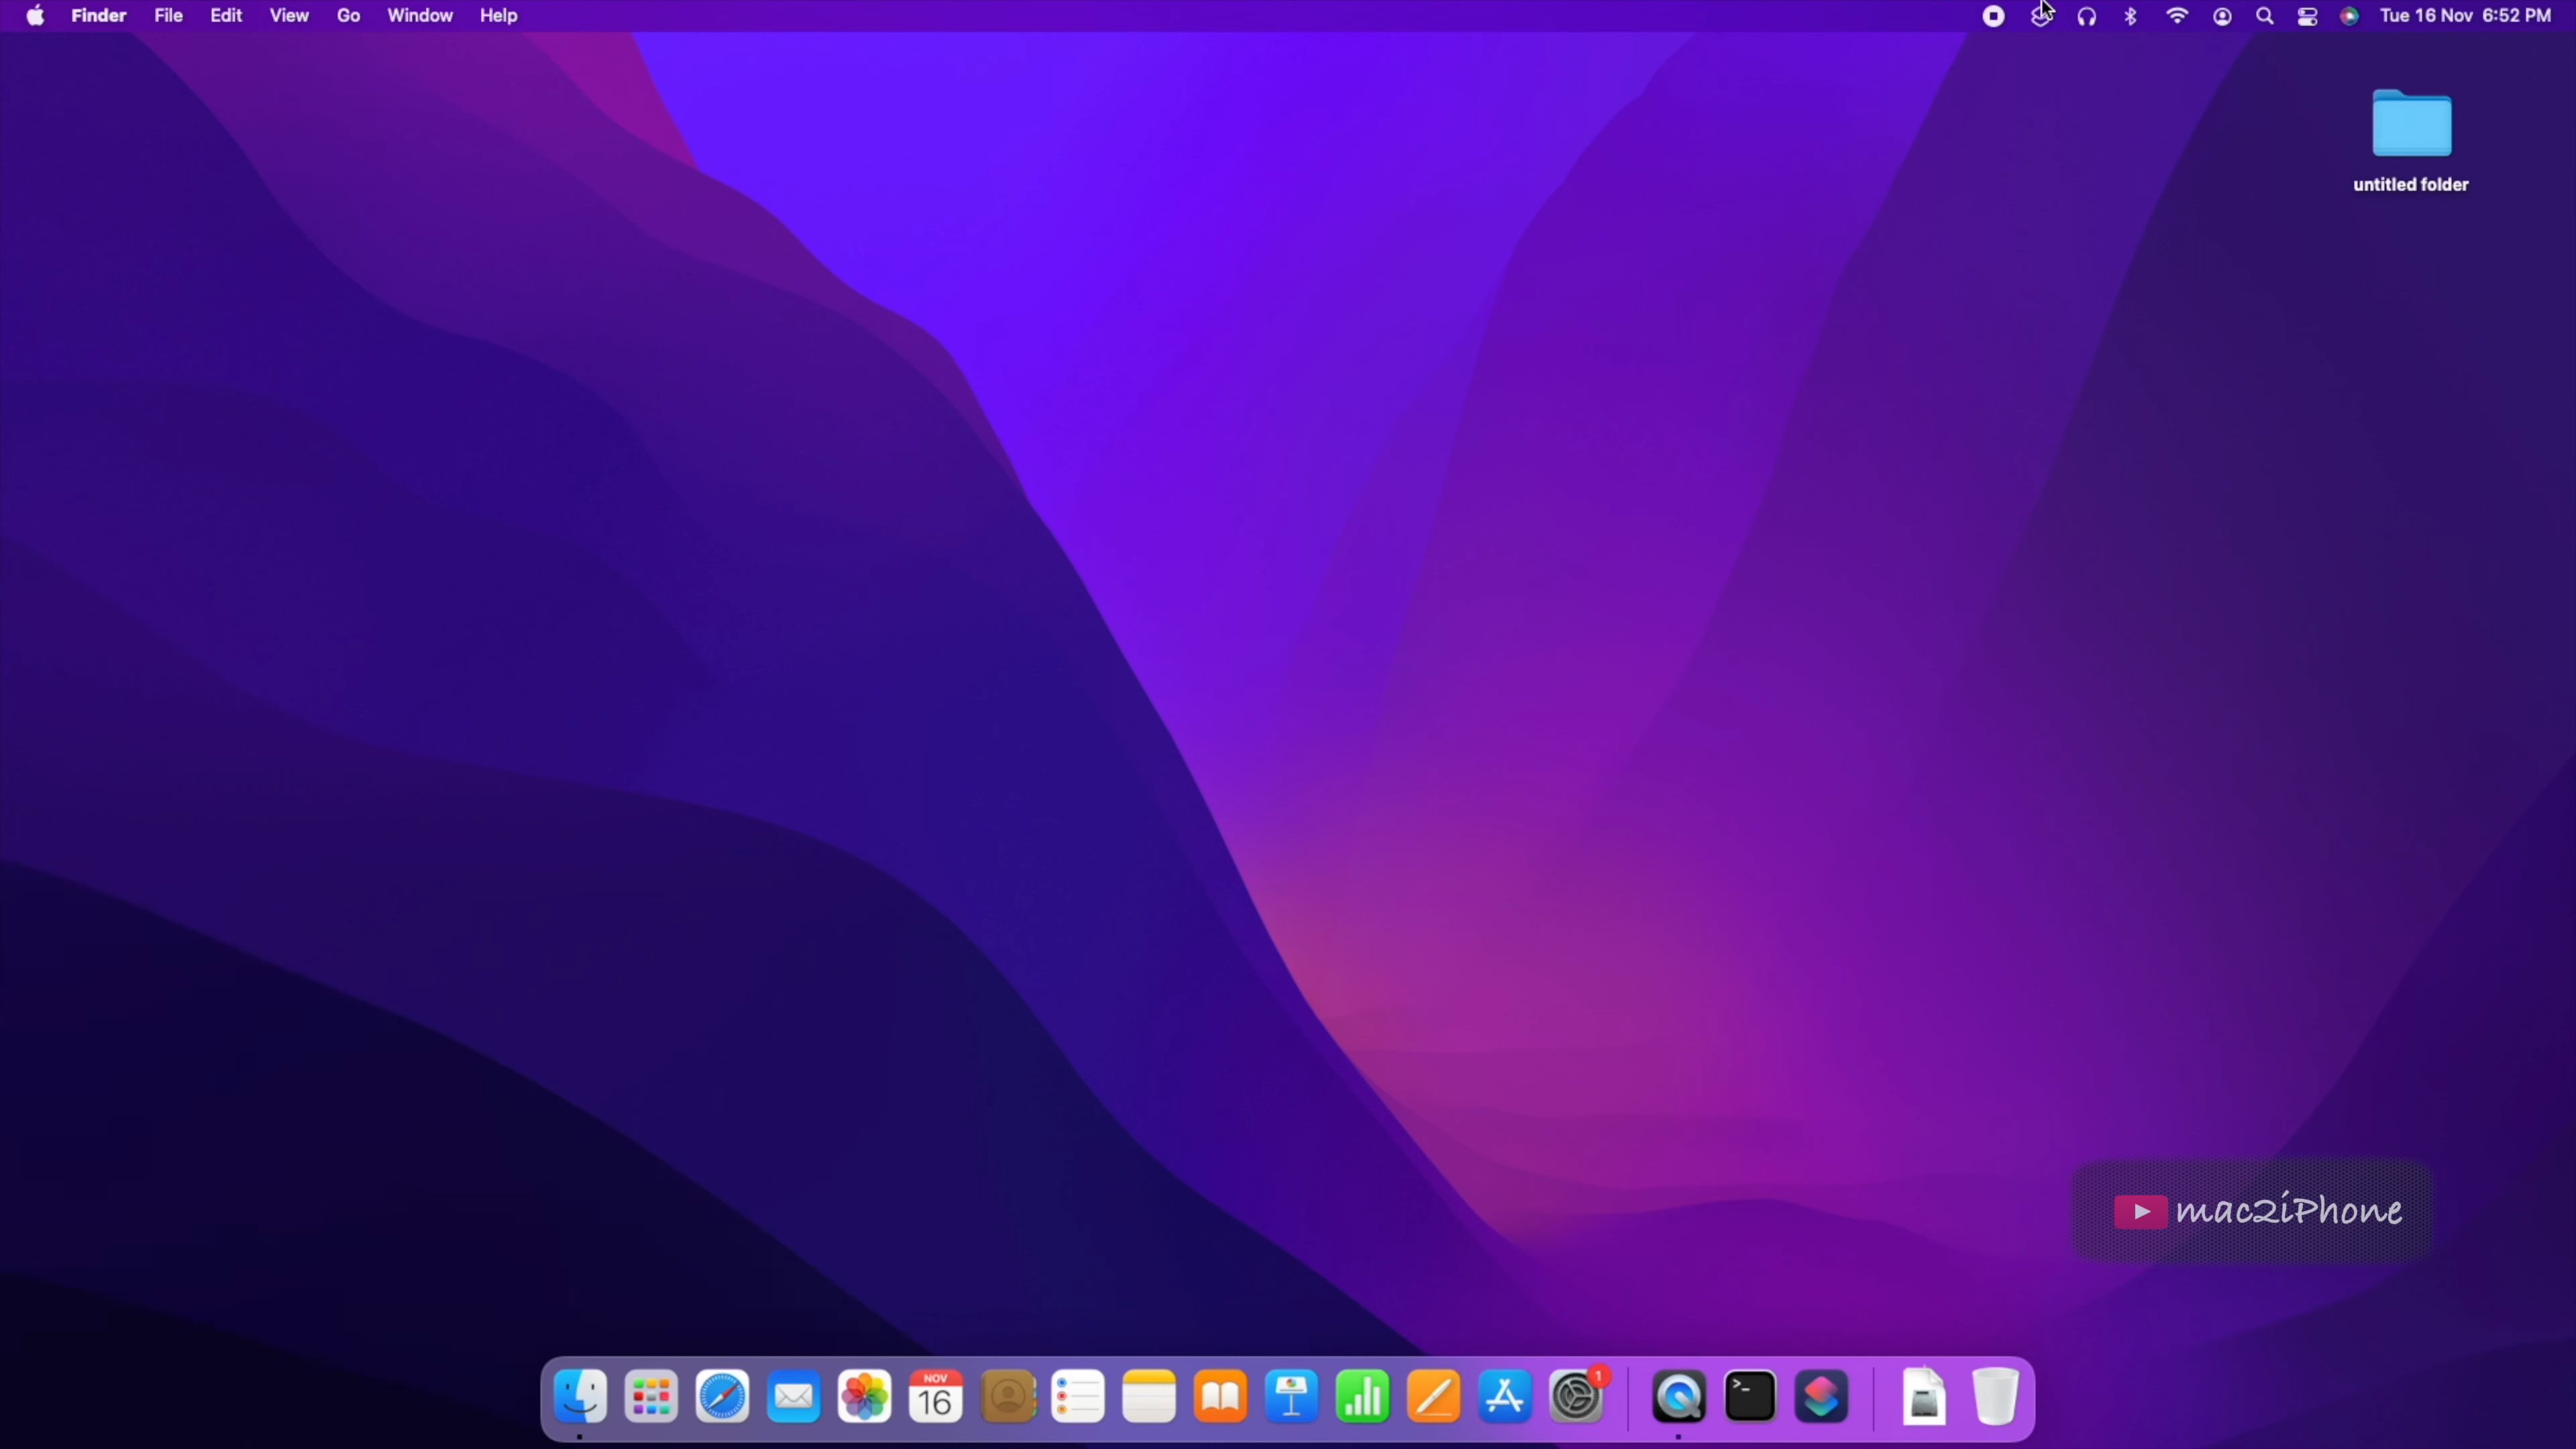 Finder File Edit View Go Window Help Tue 16 Nov 6:52 PM
untitled folder
mac2iPhone
NOV
16
1
>_